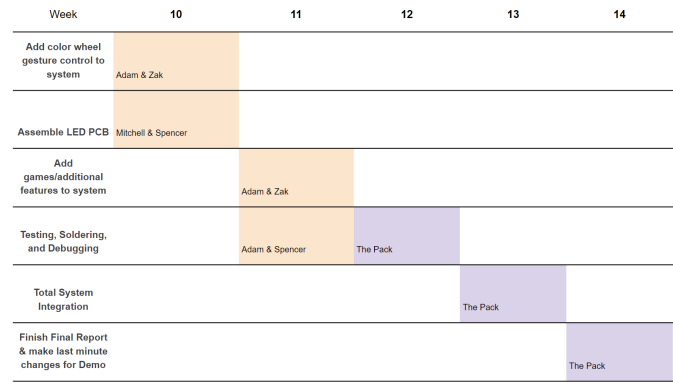 Week 10 11 12 13 14
Add color wheel
gesture control to
system
Adam & Zak
Assemble LED PCB Mitchell & Spencer
Add
games/additional
features to system
Adam & Zak
Testing, Soldering,
and Debugging
Adam & Spencer The Pack
Total System
Integration
The Pack
Finish Final Report
& make last minute
changes for Demo
The Pack